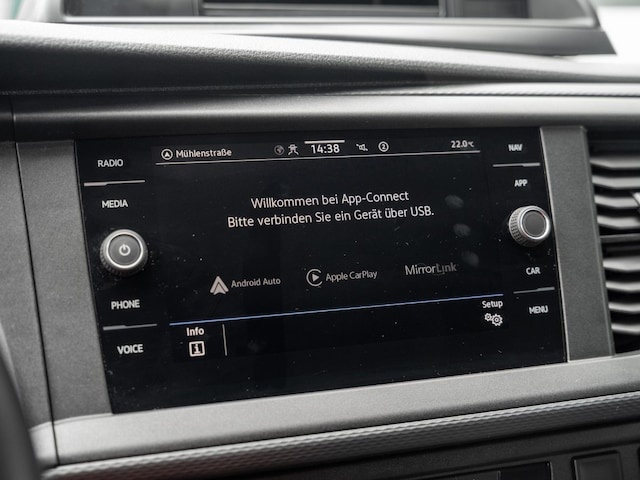 RADIO
MEDIA
PHONE
VOICE
Mühlenstraße
14:38
2
22.0°C
Willkommen bei App-Connect
Bitte verbinden Sie ein Gerät über USB.
Android Auto
Apple CarPlay
MirrorLink
Info
Setup
NAV
APP
CAR
MENU